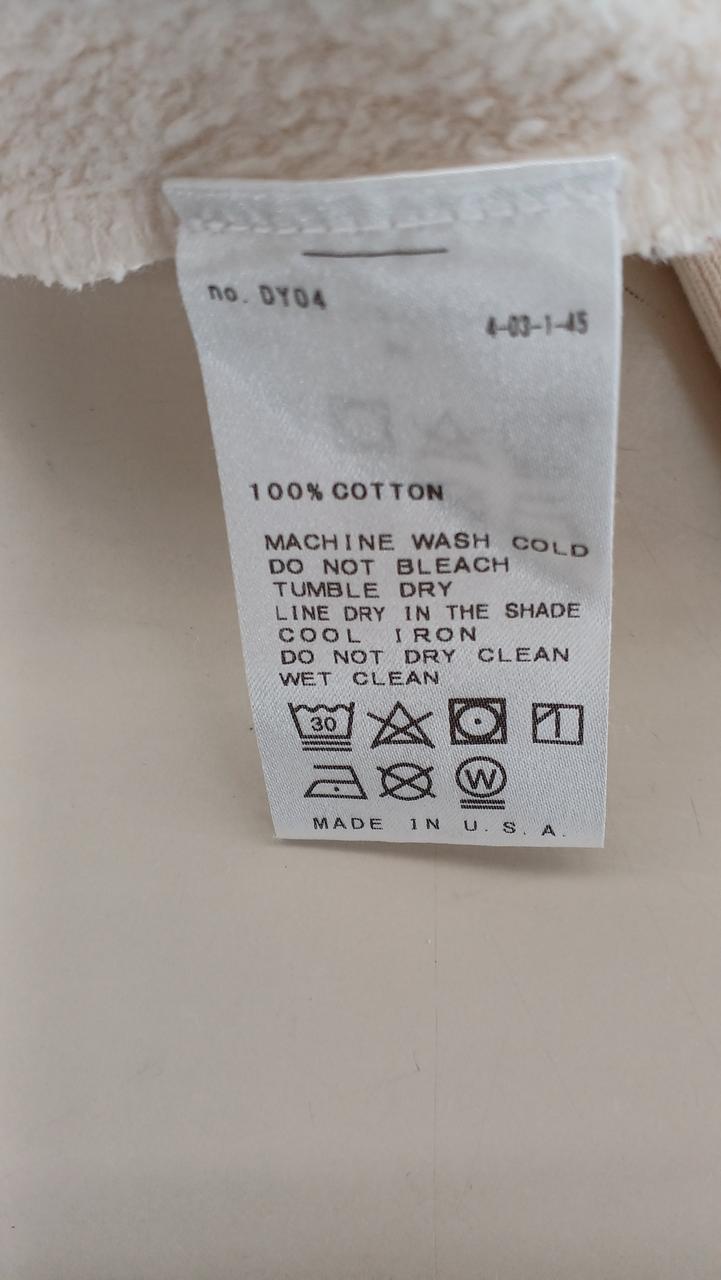 no. DY04
4-03-1-45
100% COTTON
MACHINE WASH COLD
DO NOT BLEACH
TUMBLE DRY
LINE DRY IN THE SHADE
COOL IRON
DO NOT DRY CLEAN
WET CLEAN
30
W
MADE IN U.S.A.